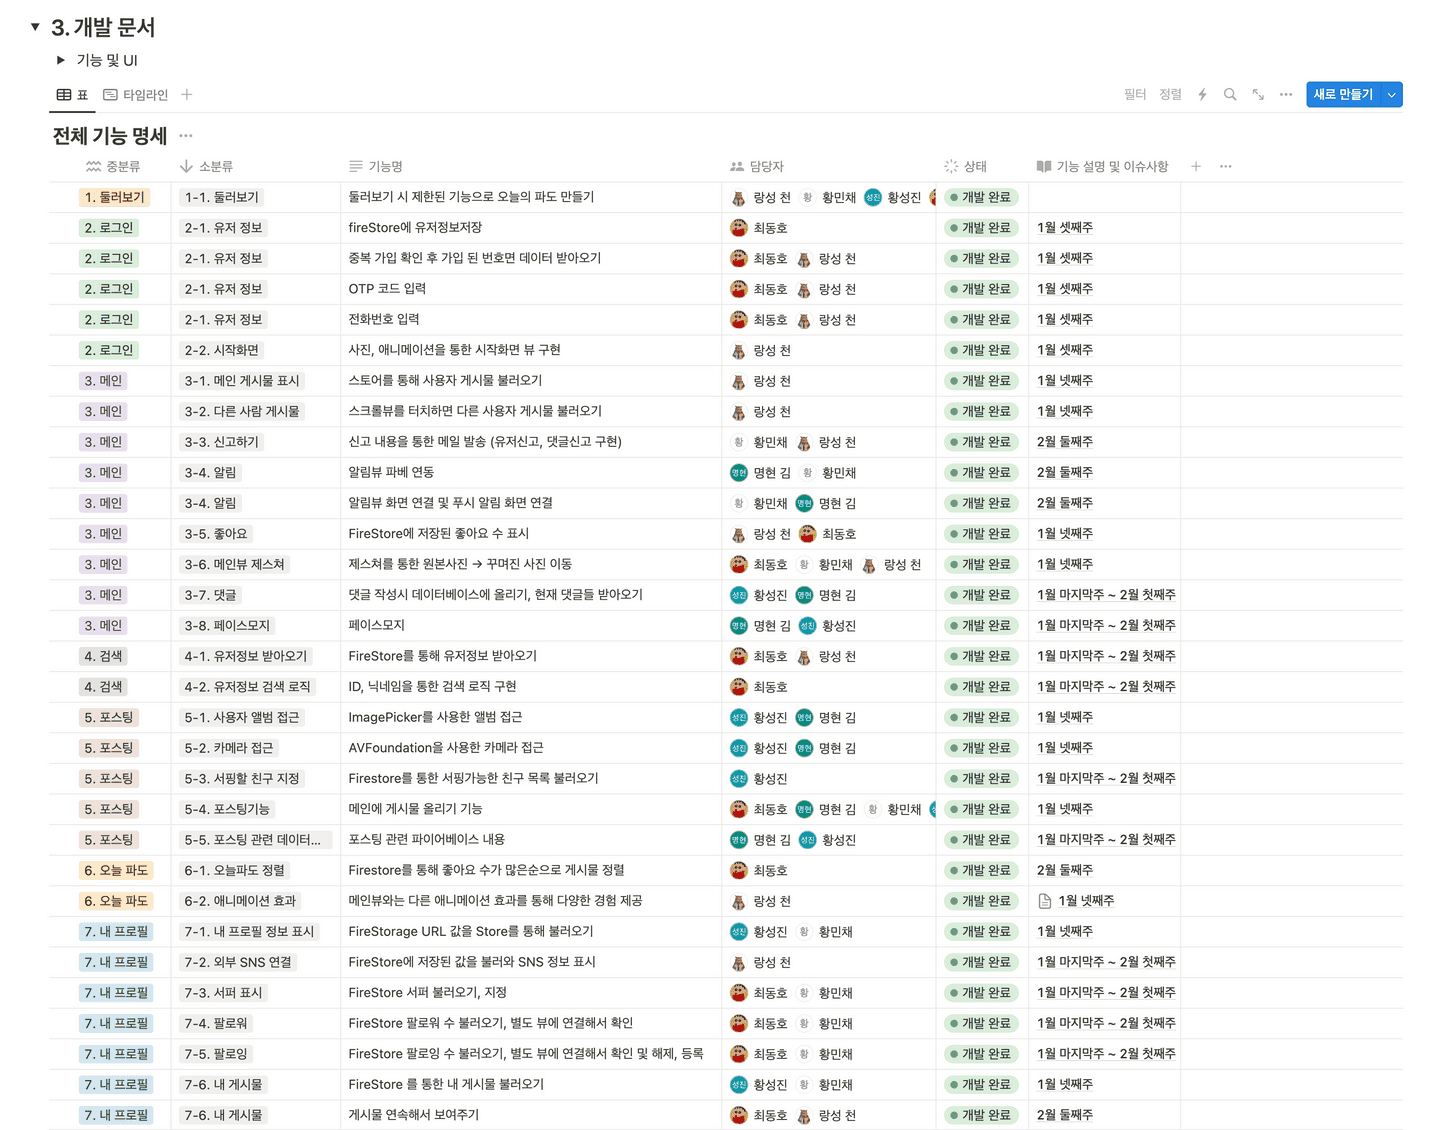 3. 개발 문서
기능 및 UI
표 타임라인 필터 정렬 새로 만들기
전체 기능 명세
중분류 소분류 기능명 담당자 상태 기능 설명 및 이슈사항
1. 둘러보기 1-1. 둘러보기 둘러보기 시 제한된 기능으로 오늘의 파도 만들기 랑성 천 황 황민채 성진 황성진 개발 완료
2. 로그인 2-1. 유저 정보 fireStore에 유저정보저장 최동호 개발 완료 1월 셋째주
2. 로그인 2-1. 유저 정보 중복 가입 확인 후 가입 된 번호면 데이터 받아오기 최동호 랑성 천 개발 완료 1월 셋째주
2. 로그인 2-1. 유저 정보 OTP 코드 입력 최동호 랑성 천 개발 완료 1월 셋째주
2. 로그인 2-1. 유저 정보 전화번호 입력 최동호 랑성 천 개발 완료 1월 셋째주
2. 로그인 2-2. 시작화면 사진, 애니메이션을 통한 시작화면 뷰 구현 랑성 천 개발 완료 1월 셋째주
3. 메인 3-1. 메인 게시물 표시 스토어를 통해 사용자 게시물 불러오기 랑성 천 개발 완료 1월 넷째주
3. 메인 3-2. 다른 사람 게시물 스크롤뷰를 터치하면 다른 사용자 게시물 불러오기 랑성 천 개발 완료 1월 넷째주
3. 메인 3-3. 신고하기 신고 내용을 통한 메일 발송 (유저신고, 댓글신고 구현) 황 황민채 랑성 천 개발 완료 2월 둘째주
3. 메인 3-4. 알림 알림뷰 파베 연동 명현 명현 김 황 황민채 개발 완료 2월 둘째주
3. 메인 3-4. 알림 알림뷰 화면 연결 및 푸시 알림 화면 연결 황 황민채 명현 명현 김 개발 완료 2월 둘째주
3. 메인 3-5. 좋아요 FireStore에 저장된 좋아요 수 표시 랑성 천 최동호 개발 완료 1월 넷째주
3. 메인 3-6. 메인뷰 제스쳐 제스쳐를 통한 원본사진 → 꾸며진 사진 이동 최동호 황 황민채 랑성 천 개발 완료 1월 넷째주
3. 메인 3-7. 댓글 댓글 작성시 데이터베이스에 올리기, 현재 댓글들 받아오기 성진 황성진 명현 명현 김 개발 완료 1월 마지막주 ~ 2월 첫째주
3. 메인 3-8. 페이스모지 페이스모지 명현 명현 김 성진 황성진 개발 완료 1월 마지막주 ~ 2월 첫째주
4. 검색 4-1. 유저정보 받아오기 FireStore를 통해 유저정보 받아오기 최동호 랑성 천 개발 완료 1월 마지막주 ~ 2월 첫째주
4. 검색 4-2. 유저정보 검색 로직 ID, 닉네임을 통한 검색 로직 구현 최동호 개발 완료 1월 마지막주 ~ 2월 첫째주
5. 포스팅 5-1. 사용자 앨범 접근 ImagePicker를 사용한 앨범 접근 성진 황성진 명현 명현 김 개발 완료 1월 넷째주
5. 포스팅 5-2. 카메라 접근 AVFoundation을 사용한 카메라 접근 성진 황성진 명현 명현 김 개발 완료 1월 넷째주
5. 포스팅 5-3. 서핑할 친구 지정 Firestore를 통한 서핑가능한 친구 목록 불러오기 성진 황성진 개발 완료 1월 마지막주 ~ 2월 첫째주
5. 포스팅 5-4. 포스팅기능 메인에 게시물 올리기 기능 최동호 명현 명현 김 황 황민채 개발 완료 1월 넷째주
5. 포스팅 5-5. 포스팅 관련 데이터... 포스팅 관련 파이어베이스 내용 명현 명현 김 성진 황성진 개발 완료 1월 마지막주 ~ 2월 첫째주
6. 오늘 파도 6-1. 오늘파도 정렬 Firestore를 통해 좋아요 수가 많은순으로 게시물 정렬 최동호 개발 완료 2월 둘째주
6. 오늘 파도 6-2. 애니메이션 효과 메인뷰와는 다른 애니메이션 효과를 통해 다양한 경험 제공 랑성 천 개발 완료 1월 넷째주
7. 내 프로필 7-1. 내 프로필 정보 표시 FireStorage URL 값을 Store를 통해 불러오기 성진 황성진 황 황민채 개발 완료 1월 넷째주
7. 내 프로필 7-2. 외부 SNS 연결 FireStore에 저장된 값을 불러와 SNS 정보 표시 랑성 천 개발 완료 1월 마지막주 ~ 2월 첫째주
7. 내 프로필 7-3. 서퍼 표시 FireStore 서퍼 불러오기, 지정 최동호 황 황민채 개발 완료 1월 마지막주 ~ 2월 첫째주
7. 내 프로필 7-4. 팔로워 FireStore 팔로워 수 불러오기, 별도 뷰에 연결해서 확인 최동호 황 황민채 개발 완료 1월 마지막주 ~ 2월 첫째주
7. 내 프로필 7-5. 팔로잉 FireStore 팔로잉 수 불러오기, 별도 뷰에 연결해서 확인 및 해제, 등록 최동호 황 황민채 개발 완료 1월 마지막주 ~ 2월 첫째주
7. 내 프로필 7-6. 내 게시물 FireStore 를 통한 내 게시물 불러오기 성진 황성진 황 황민채 개발 완료 1월 넷째주
7. 내 프로필 7-6. 내 게시물 게시물 연속해서 보여주기 최동호 랑성 천 개발 완료 2월 둘째주